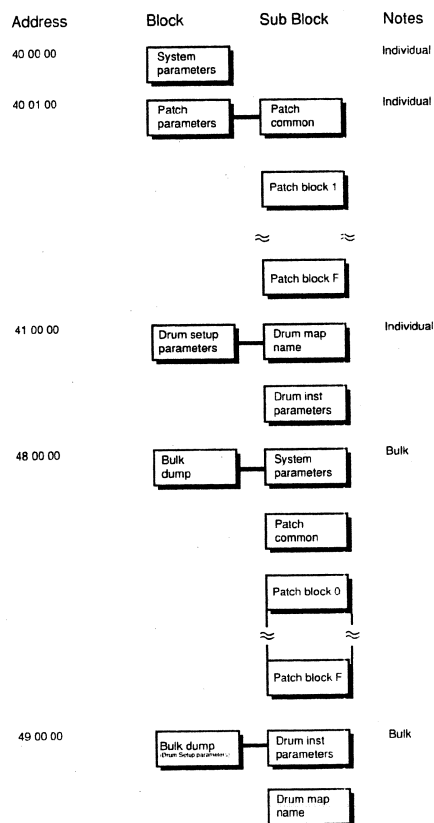 Address Block Sub Block Notes
40 00 00 System parameters Individual
40 01 00 Patch parameters Patch common Individual
Patch block 1
Patch block F
41 00 00 Drum setup parameters Drum map name Individual
Drum inst parameters
48 00 00 Bulk dump System parameters Bulk
Patch common
Patch block 0
Patch block F
49 00 00 Bulk dump (Drum Setup parameters) Drum inst parameters Bulk
Drum map name